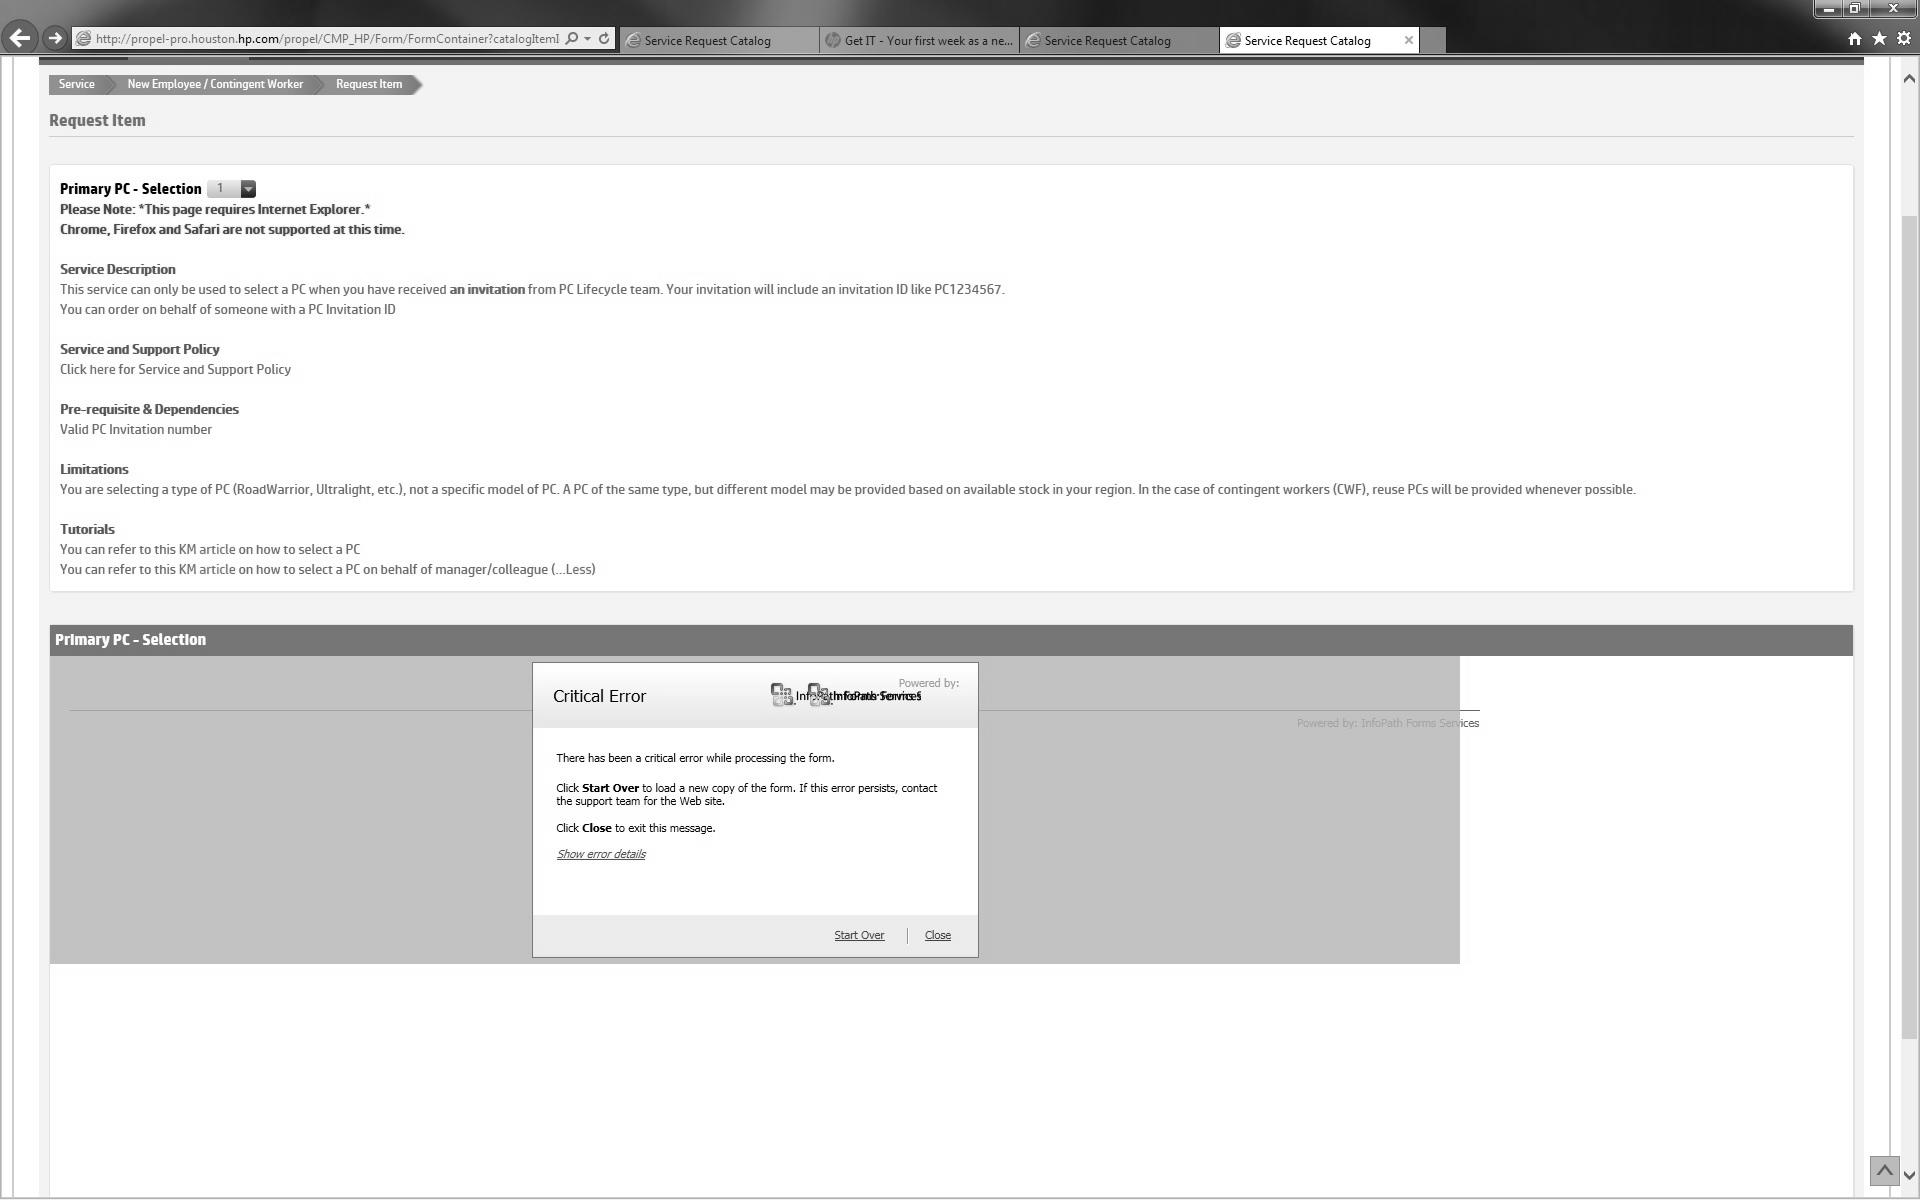 http://propel-pro.houston.hp.com/propel/CMP_HP/Form/FormContainer?catalogItemI
Service Request Catalog
Get IT - Your first week as a ne...
Service Request Catalog
Service Request Catalog
Service
New Employee / Contingent Worker
Request Item
Request Item
Primary PC - Selection 1
Please Note: *This page requires Internet Explorer.*
Chrome, Firefox and Safari are not supported at this time.
Service Description
This service can only be used to select a PC when you have received an invitation from PC Lifecycle team. Your invitation will include an invitation ID like PC1234567.
You can order on behalf of someone with a PC Invitation ID
Service and Support Policy
Click here for Service and Support Policy
Pre-requisite & Dependencies
Valid PC Invitation number
Limitations
You are selecting a type of PC (RoadWarrior, Ultralight, etc.), not a specific model of PC. A PC of the same type, but different model may be provided based on available stock in your region. In the case of contingent workers (CWF), reuse PCs will be provided whenever possible.
Tutorials
You can refer to this KM article on how to select a PC
You can refer to this KM article on how to select a PC on behalf of manager/colleague (...Less)
Primary PC - Selection
Powered by:
Critical Error
Powered by: InfoPath Forms Services
There has been a critical error while processing the form.
Click Start Over to load a new copy of the form. If this error persists, contact
the support team for the Web site.
Click Close to exit this message.
Show error details
Start Over
Close